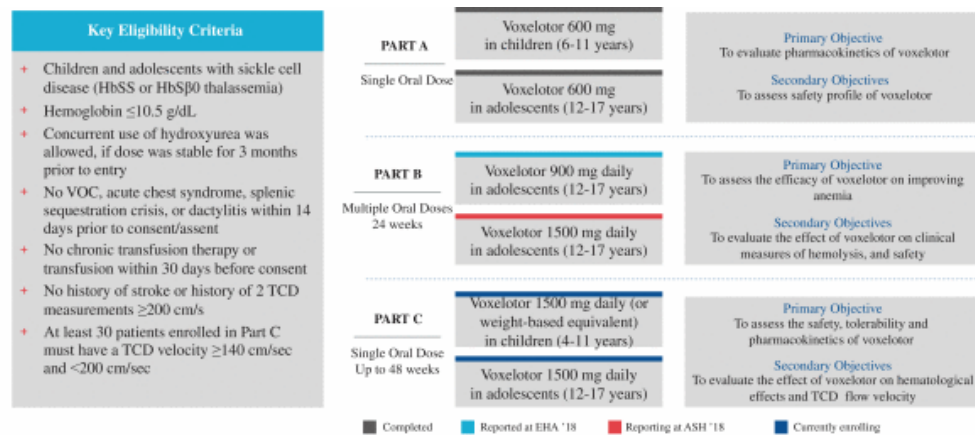 Key Eligibility Criteria
+ Children and adolescents with sickle cell
disease (HbSS or HbSβ0 thalassemia)
+ Hemoglobin ≤10.5 g/dL
+ Concurrent use of hydroxyurea was
allowed, if dose was stable for 3 months
prior to entry
+ No VOC, acute chest syndrome, splenic
sequestration crisis, or dactylitis within 14
days prior to consent/assent
+ No chronic transfusion therapy or
transfusion within 30 days before consent
+ No history of stroke or history of 2 TCD
measurements ≥200 cm/s
+ At least 30 patients enrolled in Part C
must have a TCD velocity ≥140 cm/sec
and <200 cm/sec
PART A
Single Oral Dose
Voxelotor 600 mg
in children (6-11 years)
Voxelotor 600 mg
in adolescents (12-17 years)
Primary Objective
To evaluate pharmacokinetics of voxelotor
Secondary Objectives
To assess safety profile of voxelotor
PART B
Multiple Oral Doses
24 weeks
Voxelotor 900 mg daily
in adolescents (12-17 years)
Voxelotor 1500 mg daily
in adolescents (12-17 years)
Primary Objective
To assess the efficacy of voxelotor on improving
anemia
Secondary Objectives
To evaluate the effect of voxelotor on clinical
measures of hemolysis, and safety
PART C
Single Oral Dose
Up to 48 weeks
Voxelotor 1500 mg daily (or
weight-based equivalent)
in children (4-11 years)
Voxelotor 1500 mg daily
in adolescents (12-17 years)
Primary Objective
To assess the safety, tolerability and
pharmacokinetics of voxelotor
Secondary Objectives
To evaluate the effect of voxelotor on hematological
effects and TCD flow velocity
Completed
Reported at EHA '18
Reporting at ASH '18
Currently enrolling